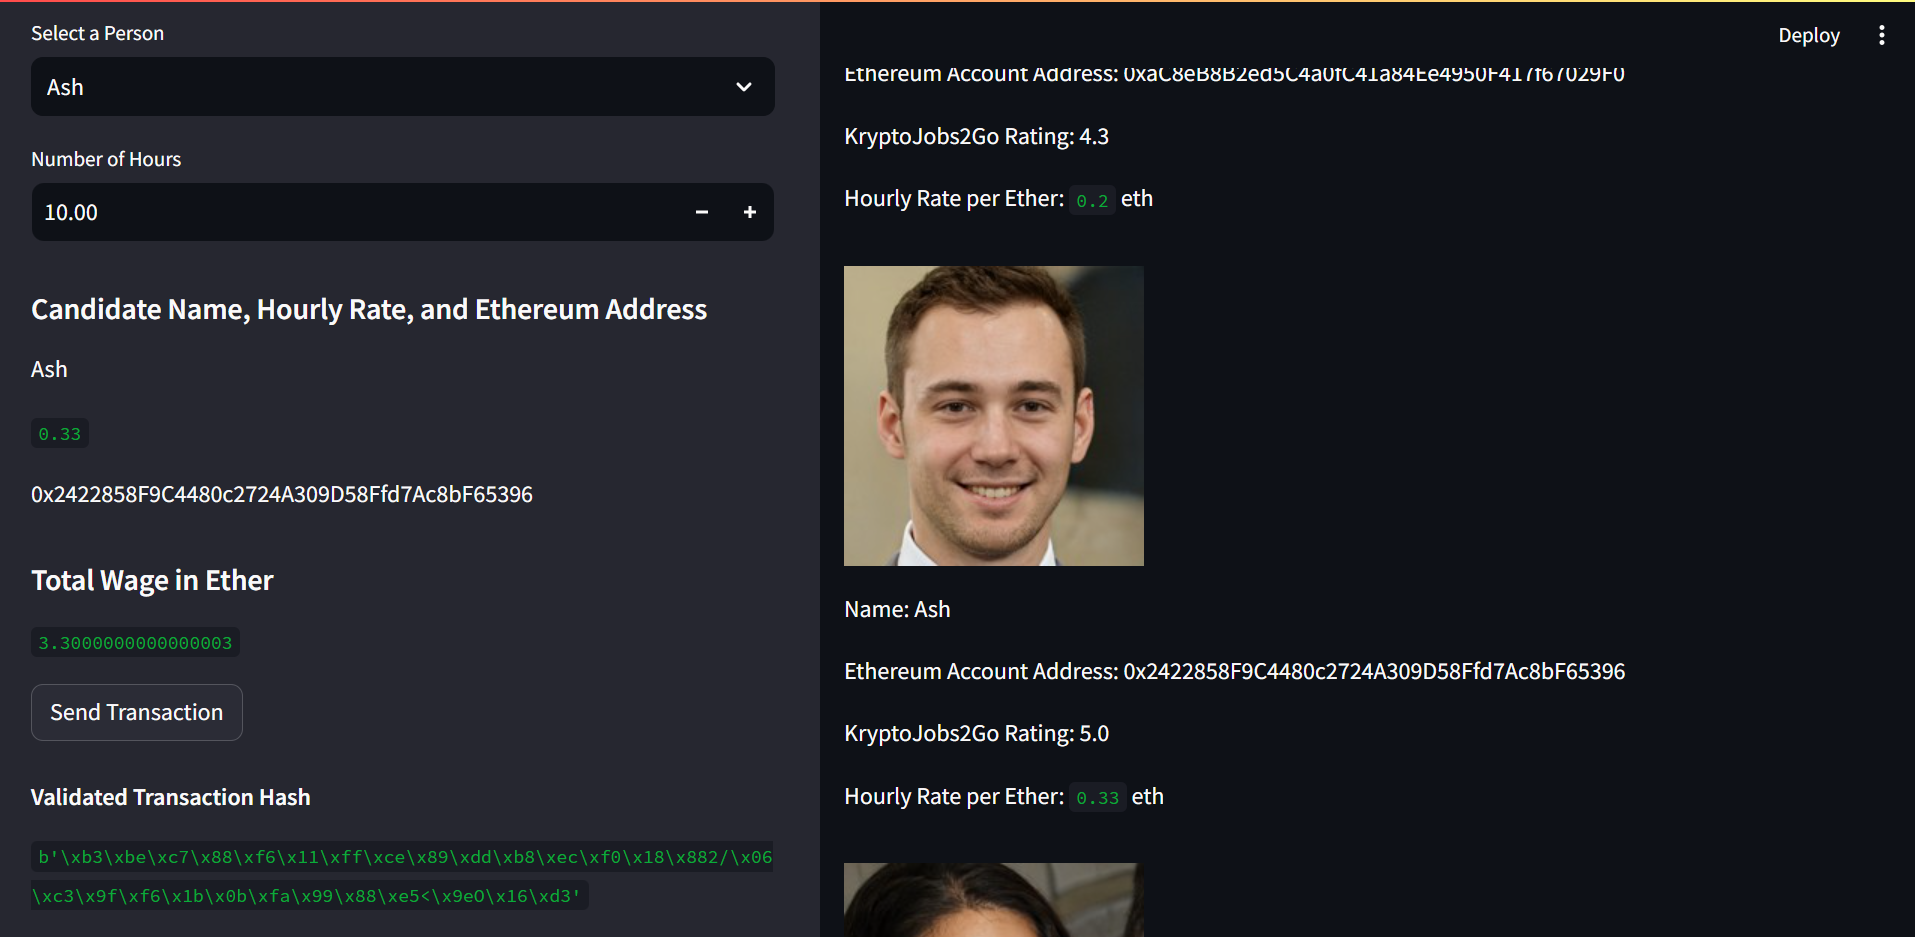 Select a Person
Ash
Number of Hours
10.00
Candidate Name, Hourly Rate, and Ethereum Address
Ash
0.33
0x2422858F9C4480c2724A309D58Ffd7Ac8bF65396
Total Wage in Ether
3.3000000000000003
Send Transaction
Validated Transaction Hash
b'\xb3\xbe\xc7\x88\xf6\x11\xff\xce\x89\xdd\xb8\xec\xf0\x18\x882/\x06
\xc3\x9f\xf6\x1b\x0b\xfa\x99\x88\xe5<\x9eO\x16\xd3'
Deploy
Ethereum Account Address: 0xaC8eB8B2ed5C4a0fC41a84Ee4950F417f67029F0
KryptoJobs2Go Rating: 4.3
Hourly Rate per Ether: 0.2 eth
Name: Ash
Ethereum Account Address: 0x2422858F9C4480c2724A309D58Ffd7Ac8bF65396
KryptoJobs2Go Rating: 5.0
Hourly Rate per Ether: 0.33 eth